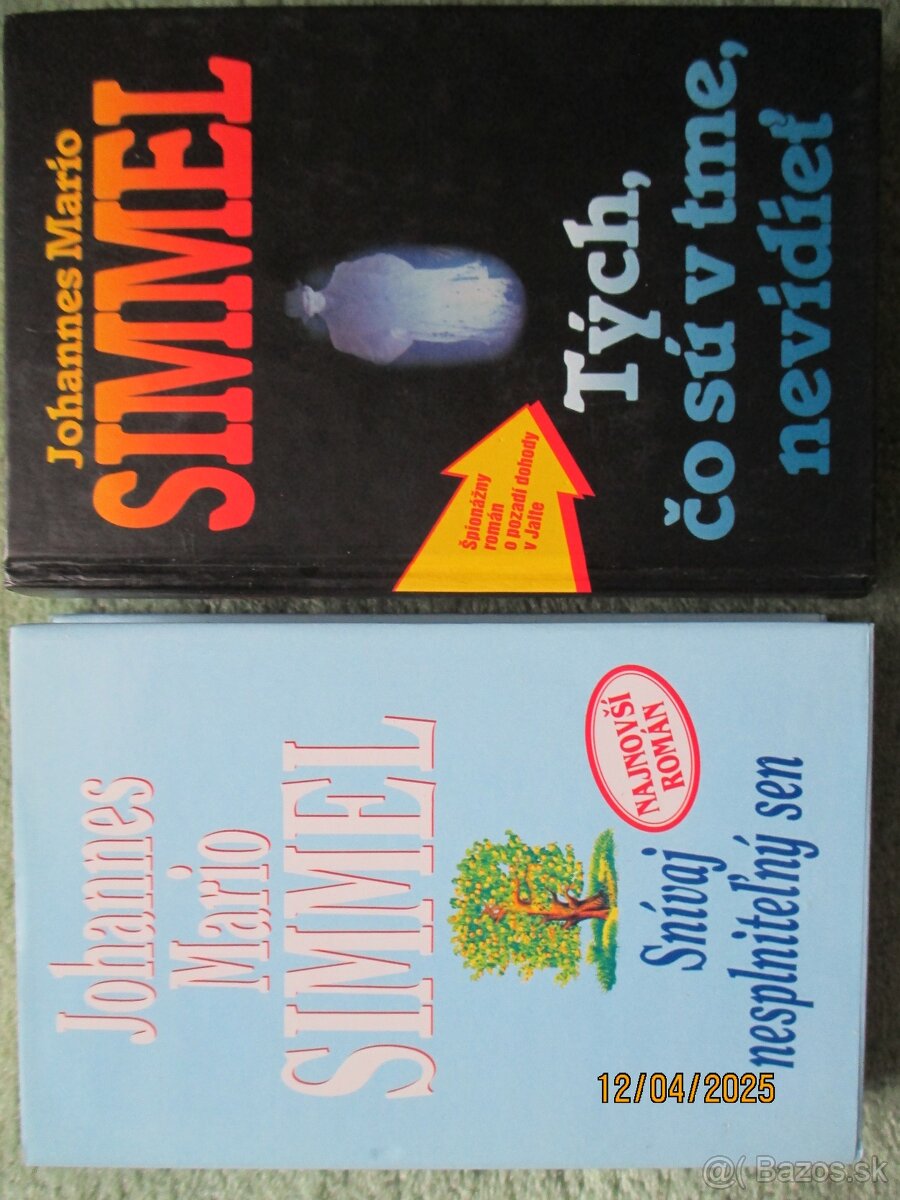 Johannes Mario
SIMMEL
Špionážny
román
o pozadí dohody
v Jalte
Tých,
čo sú v tme,
nevidieť
Johannes
Mario
SIMMEL
NAJNOVŠÍ
ROMÁN
Snívaj
nesplniteľný sen
12/04/2025
@( Bazos.sk